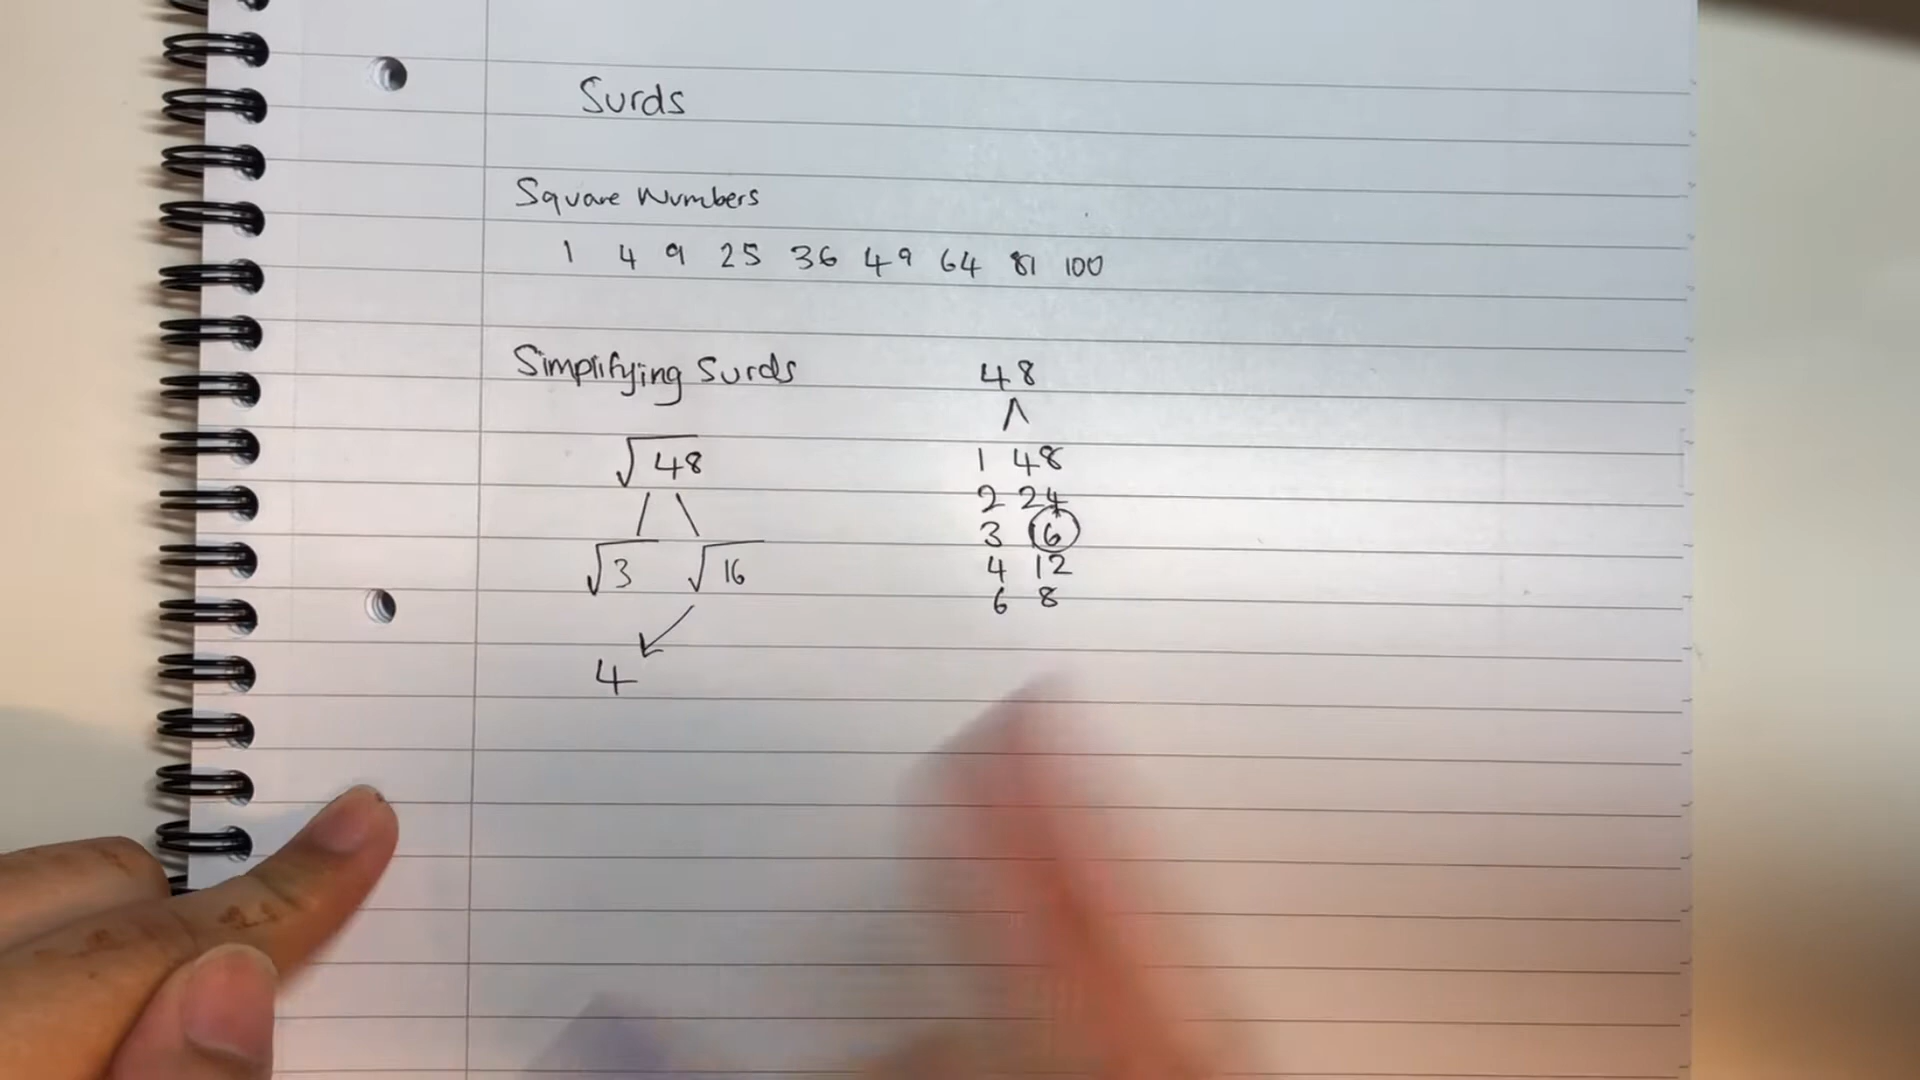 Surds
Square Numbers
1 4 9 25 36 49 64 81 100
Simplifying Surds
√48
√3 √16
4
48
1 48
2 24
3 16
4 12
6 8